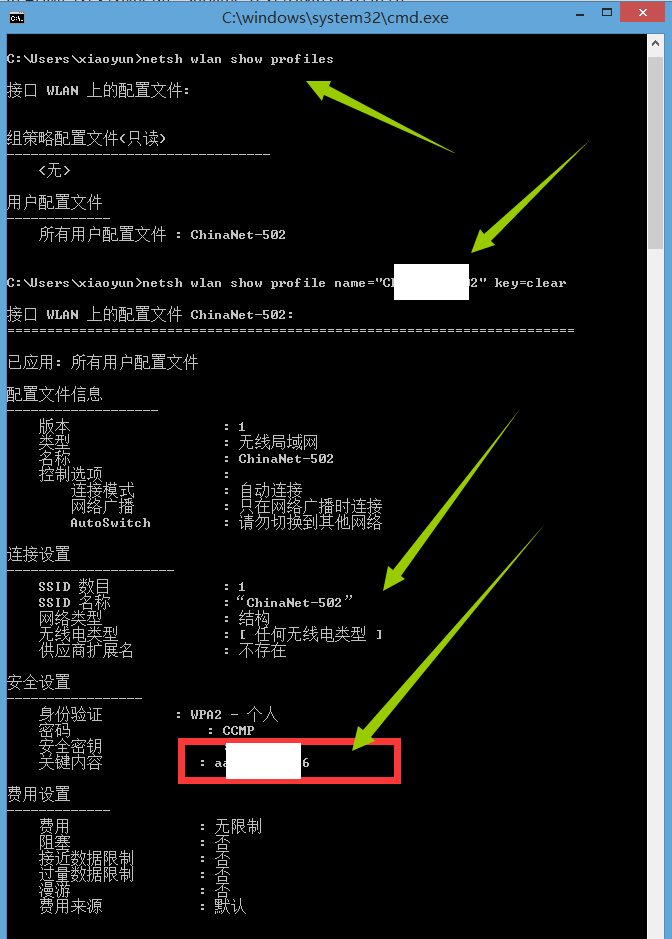 C:\windows\system32\cmd.exe
C:\Users\xiaoyun>netsh wlan show profiles
接口 WLAN 上的配置文件:
组策略配置文件(只读)
---------------------------------
<无>
用户配置文件
-------------
所有用户配置文件 : ChinaNet-502
C:\Users\xiaoyun>netsh wlan show profile name="C 2" key=clear
接口 WLAN 上的配置文件 ChinaNet-502:
=======================================================================
已应用: 所有用户配置文件
配置文件信息
-------------------
版本 : 1
类型 : 无线局域网
名称 : ChinaNet-502
控制选项 :
连接模式 : 自动连接
网络广播 : 只在网络广播时连接
AutoSwitch : 请勿切换到其他网络
连接设置
---------------------
SSID 数目 : 1
SSID 名称 :“ChinaNet-502”
网络类型 : 结构
无线电类型 : [ 任何无线电类型 ]
供应商扩展名 : 不存在
安全设置
-----------------
身份验证 : WPA2 - 个人
密码 : CCMP
安全密钥 :
关键内容 : aa 6
费用设置
-------------
费用 : 无限制
阻塞 : 否
接近数据限制 : 否
过量数据限制 : 否
漫游 : 否
费用来源 : 默认